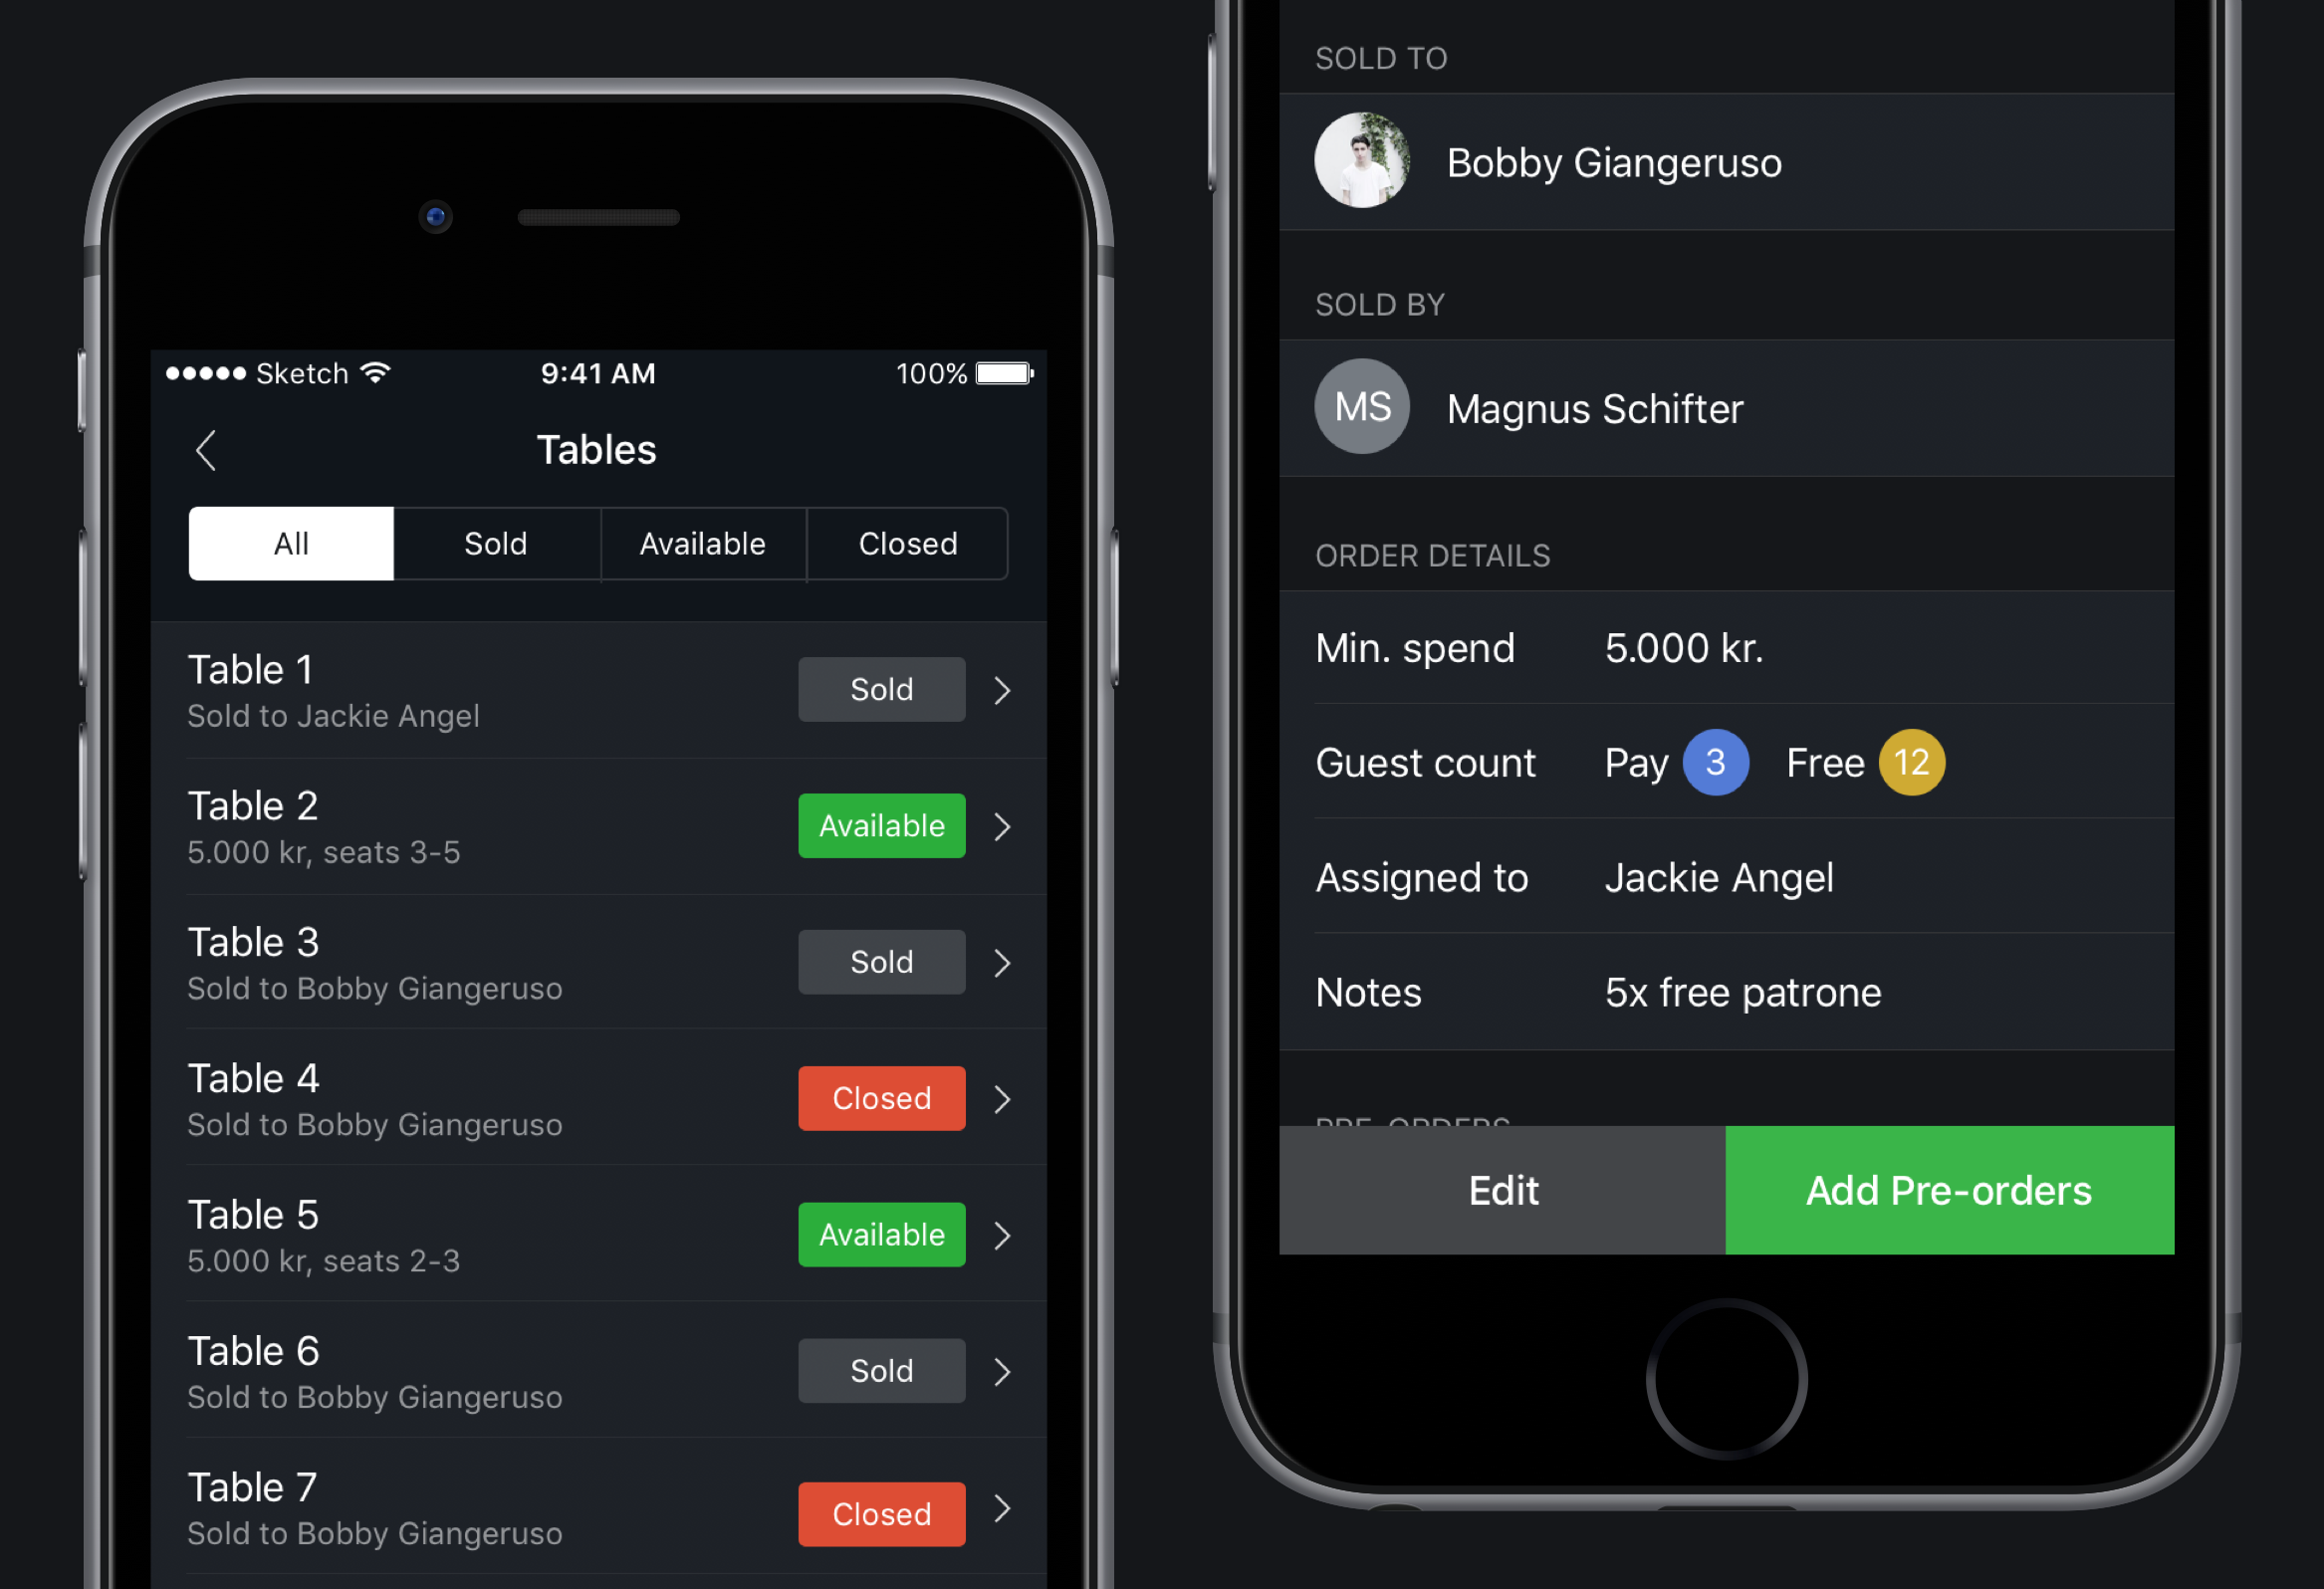 Sketch 9:41 AM 100%
Tables
All Sold Available Closed
Table 1
Sold to Jackie Angel
Sold
Table 2
5.000 kr, seats 3-5
Available
Table 3
Sold to Bobby Giangeruso
Sold
Table 4
Sold to Bobby Giangeruso
Closed
Table 5
5.000 kr, seats 2-3
Available
Table 6
Sold to Bobby Giangeruso
Sold
Table 7
Sold to Bobby Giangeruso
Closed
SOLD TO
Bobby Giangeruso
SOLD BY
MS Magnus Schifter
ORDER DETAILS
Min. spend 5.000 kr.
Guest count Pay 3 Free 12
Assigned to Jackie Angel
Notes 5x free patrone
PRE-ORDERS
Edit Add Pre-orders